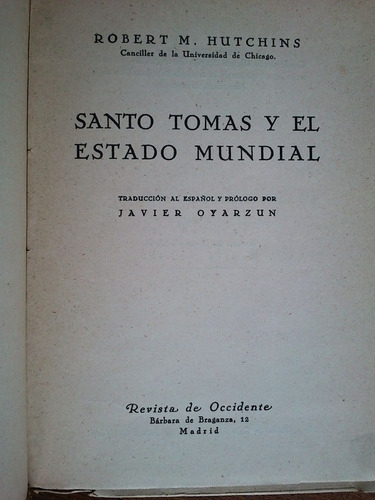 ROBERT M. HUTCHINS
Canciller de la Universidad de Chicago.
SANTO TOMAS Y EL
ESTADO MUNDIAL
TRADUCCIÓN AL ESPAÑOL Y PRÓLOGO POR
JAVIER OYARZUN
Revista de Occidente
Bárbara de Braganza, 12
Madrid